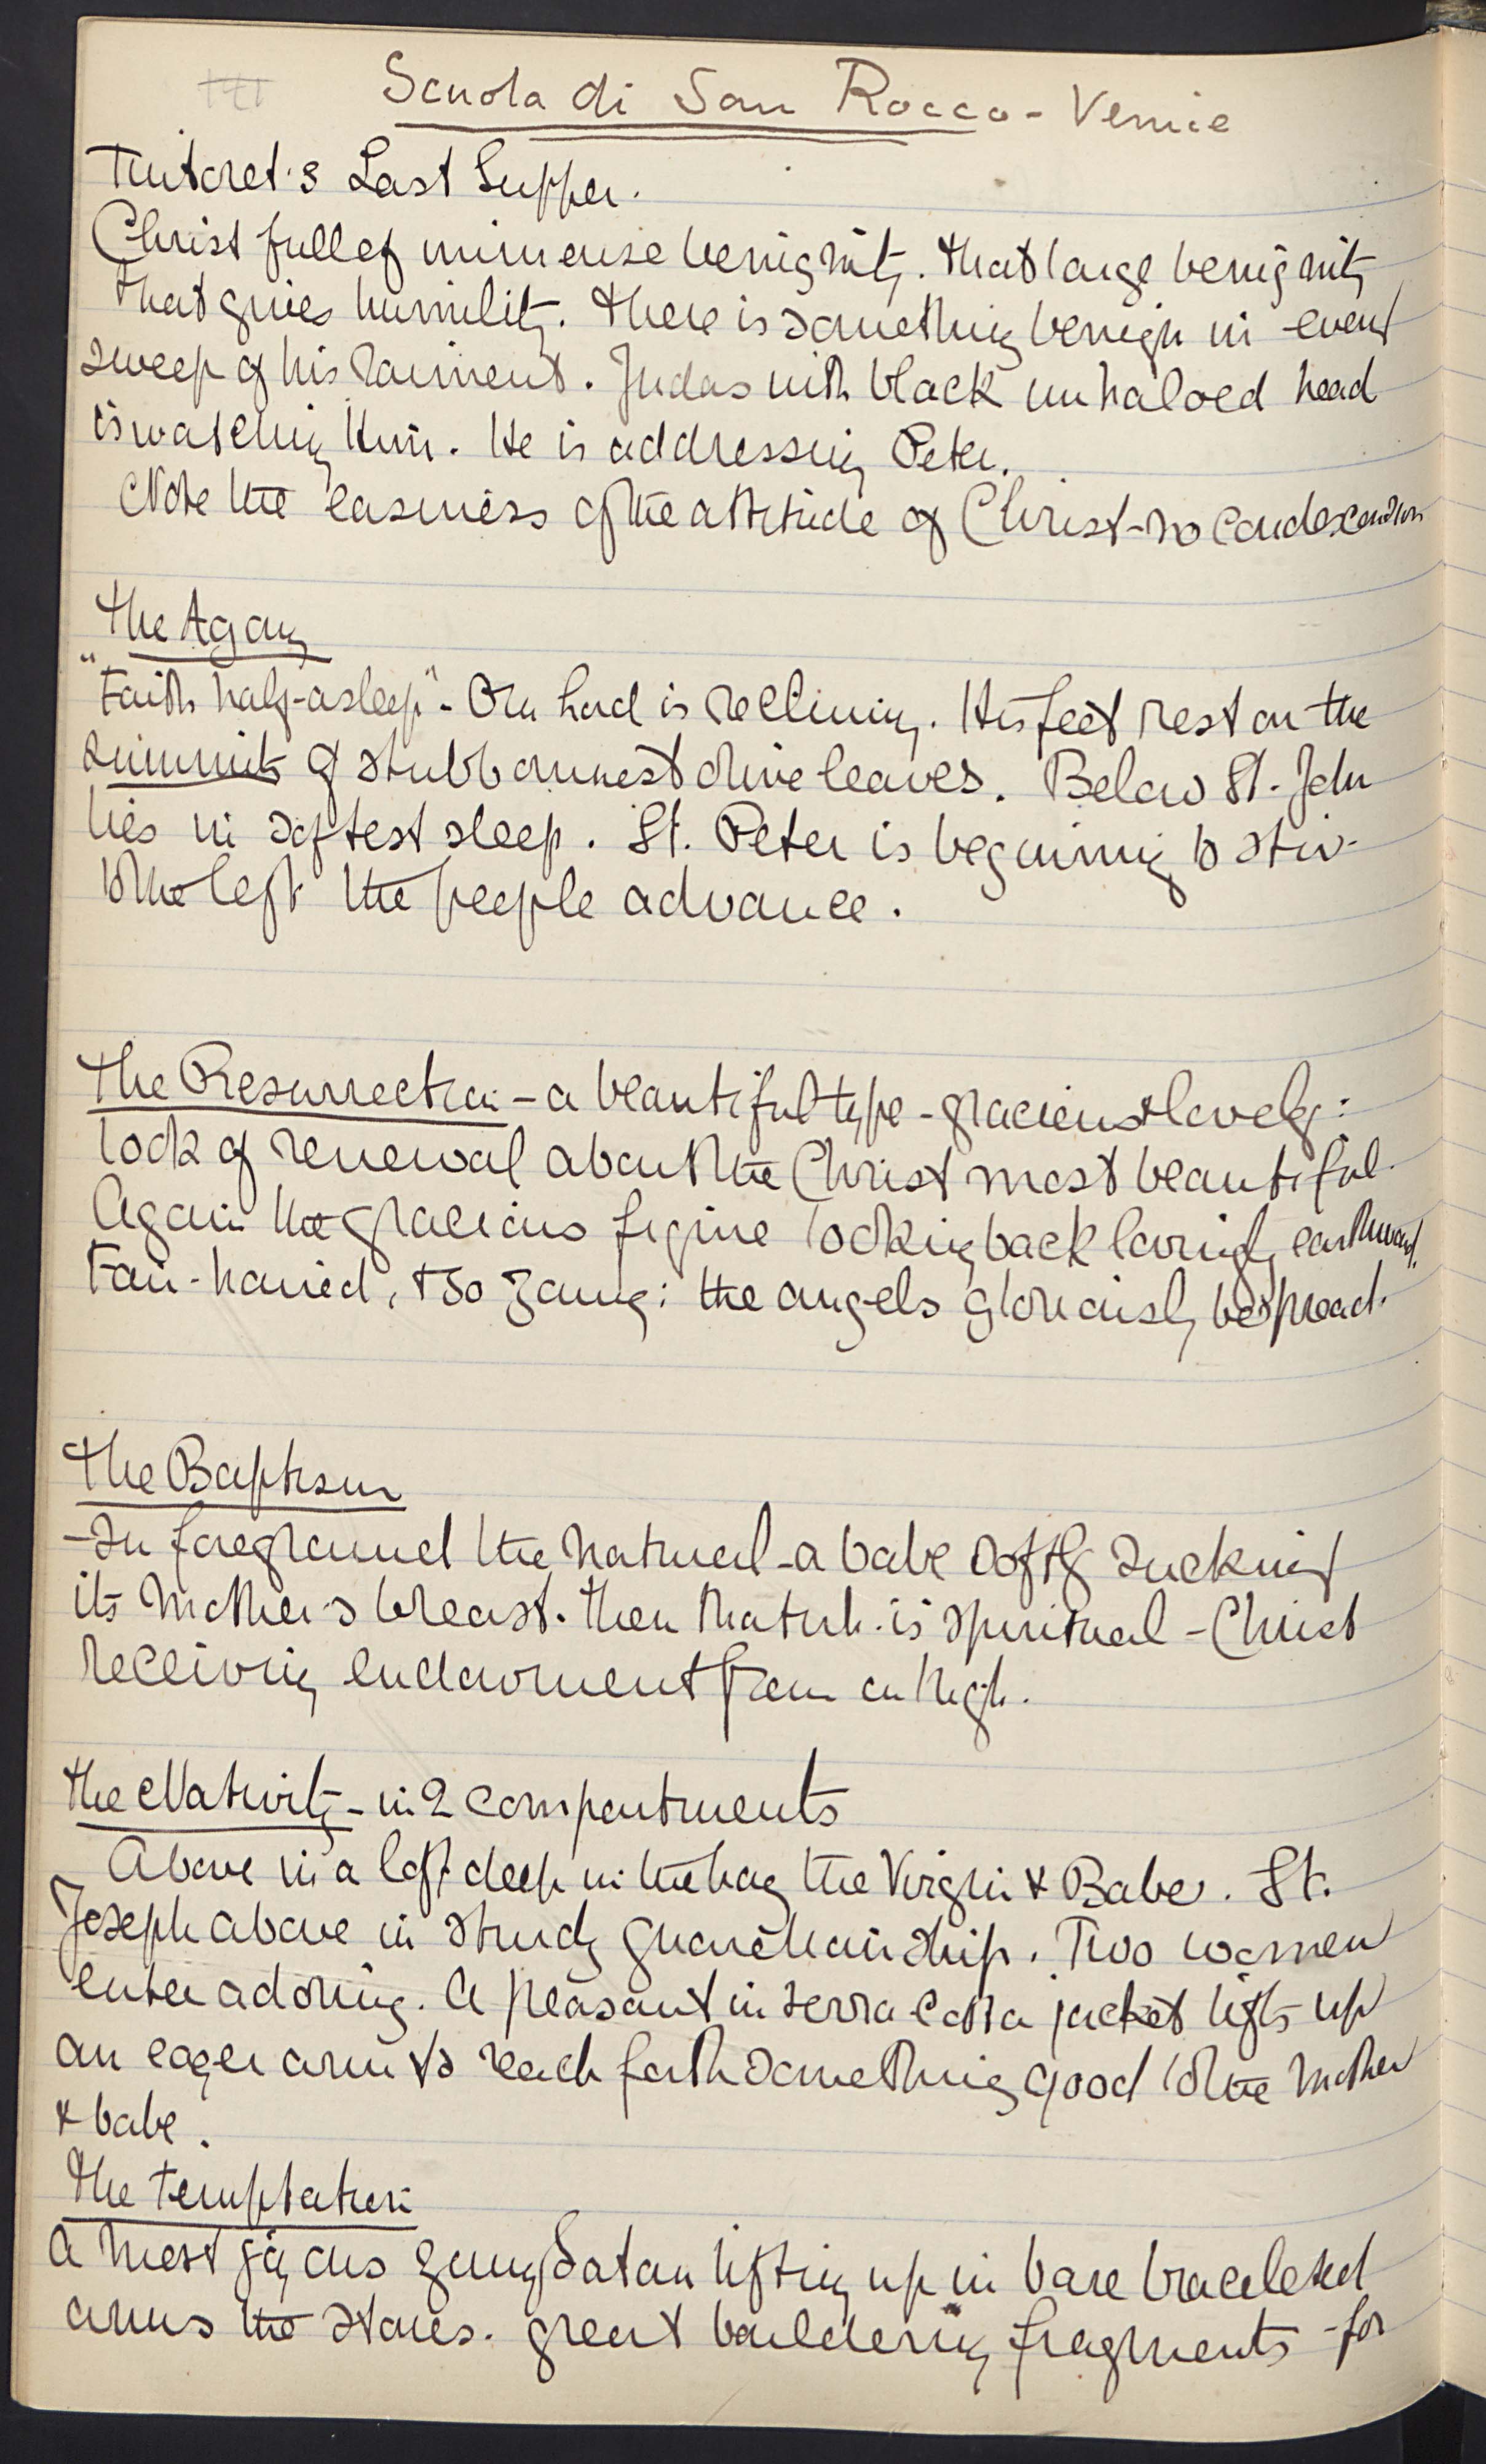 Scuola di San Rocco - Venice
Tintoret's Last Supper.
Christ full of immense benignity. That large benignity
that gives humility. There is something benign in every
sweep of his raiment. Judas with black unhaloed head
is watching Him. He is addressing Peter.
Note the easiness of the attitude of Christ - no condescension
The Agony
"Faith half-asleep" - Our Lord is reclining. His feet rest on the
summits of stubbornnest olive leaves. Below St. John
lies in softest sleep. St. Peter is beginning to stir.
To the left the people advance.
The Resurrection - a beautiful type - gracious & lovely:
look of renewal about the Christ most beautiful.
Again the gracious figure looking back lovingly earthward.
Fair-haired, & so young: the angels gloriously bespread.
The Baptism
- In foreground the natural - a babe softly sucking
its mother's breast. Then that wh. is spiritual - Christ
receiving endowment from on high.
The Nativity - in 2 compartments
Above in a loft deep in the hay the Virgin & Babe. St.
Joseph above in sturdy guardianship. Two women
enter adoring. A peasant in terra cotta jacket lifts up
an eager arm to reach forth something good to the mother
& babe.
The Temptation
A most joyous young Satan lifting up in bare braceleted
arms the stones. great bouldering fragments - for